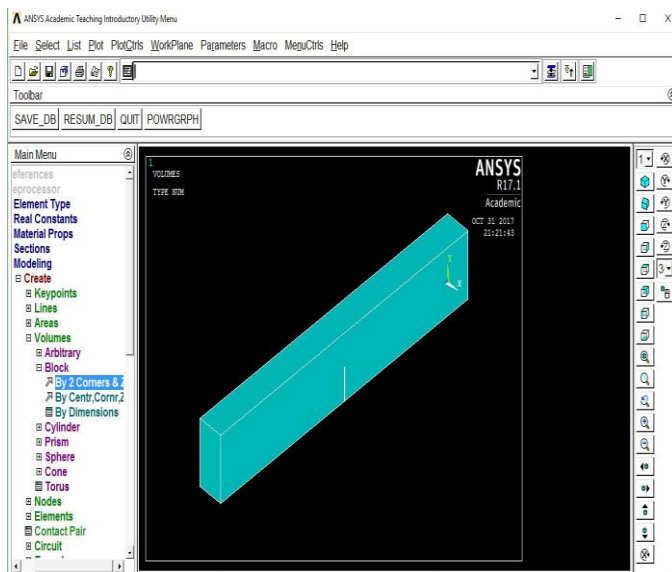 ANSYS Academic Teaching Introductory Utility Menu
File Select List Plot PlotCtrls WorkPlane Parameters Macro MenuCtrls Help
Toolbar
SAVE_DB RESUM_DB QUIT POWRGRPH
Main Menu
eferences
eprocessor
Element Type
Real Constants
Material Props
Sections
Modeling
Create
Keypoints
Lines
Areas
Volumes
Arbitrary
Block
By 2 Corners & Z
By Centr,Cornr,Z
By Dimensions
Cylinder
Prism
Sphere
Cone
Torus
Nodes
Elements
Contact Pair
Circuit
1
VOLUMES
TYPE NUM
ANSYS
R17.1
Academic
OCT 31 2017
21:21:43
1
3